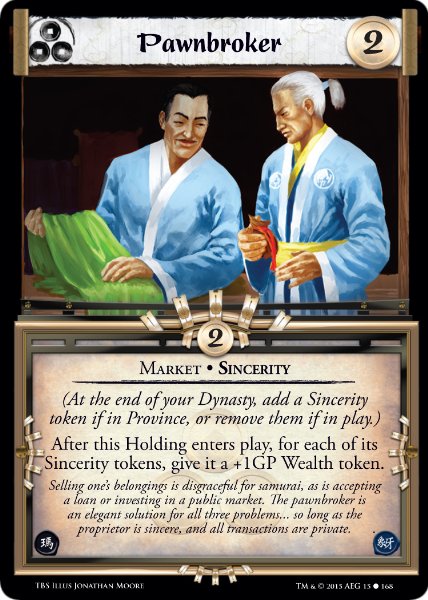 Pawnbroker
2
2
Market • Sincerity
(At the end of your Dynasty, add a Sincerity
token if in Province, or remove them if in play.)
After this Holding enters play, for each of its
Sincerity tokens, give it a +1GP Wealth token.
Selling one's belongings is disgraceful for samurai, as is accepting
a loan or investing in a public market. The pawnbroker is
an elegant solution for all three problems... so long as the
proprietor is sincere, and all transactions are private.
瑪
牙
TBS Illus Jonathan Moore
TM & © 2015 AEG 15 ● 168